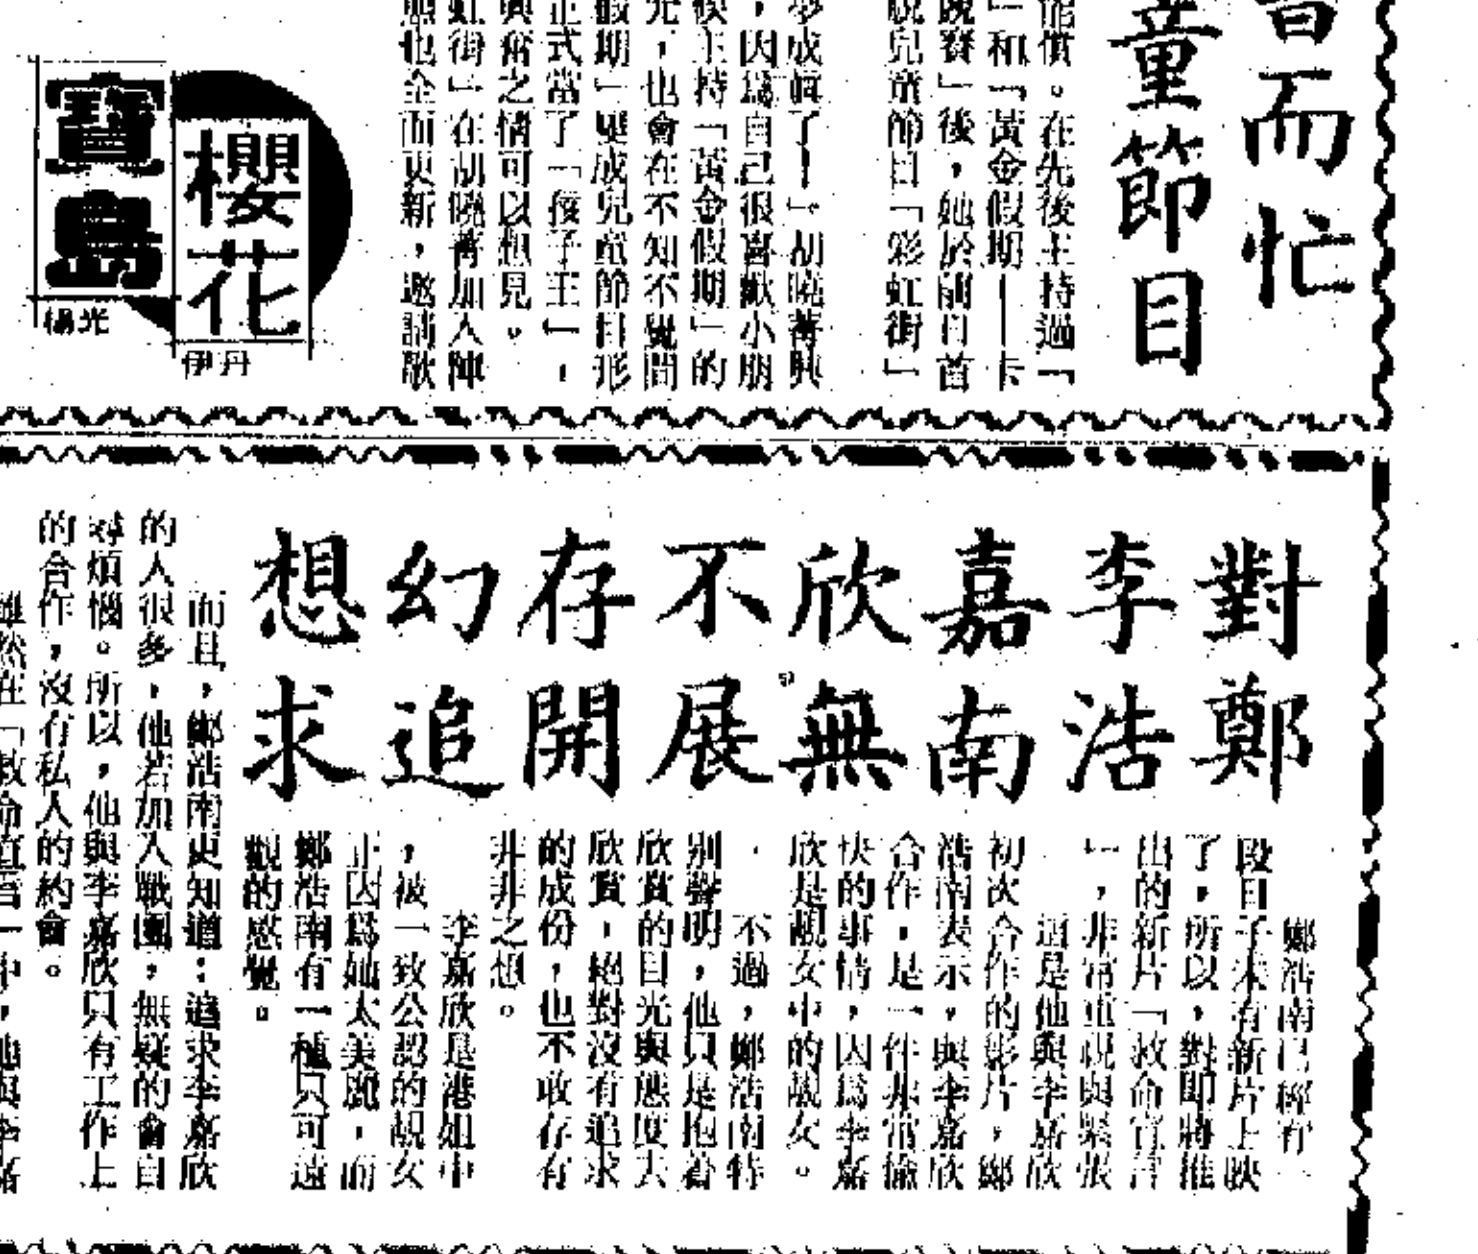 言而忙
童節目
能償。在先後主持過「
」和「黃金假期——卡
」後，她於開日首
脫兒童節目「彩虹街」
夢成眞了！」胡曉菁興
，因爲自己很喜歡小朋
候主持「黃金假期」的
，也會在不知不覺間
假期」變成兒童節目形
正式當了「孩子王」，
興奮之情可以想見。
虹街」在胡曉菁加入陣
也全面更新，邀請歌
櫻花
伊丹
寶島
陽光
對李嘉欣不存幻想
鄭浩南無展開追求
鄭浩南已經有一
段日子未有新片上映
了，所以，對即將推
出的新片「救命宣言
」，非常重視與緊張
這是他與李嘉欣
初次合作的影片，鄭
浩南表示，與李嘉欣
合作，是一件非常愉
快的事情，因爲李嘉
欣是靚女中的靚女。
不過，鄭浩南特
別聲明，他只是抱着
欣賞的目光與態度去
欣賞，絕對沒有追求
的成份，也不敢存有
非非之想。
李嘉欣是港姐中
，被一致公認的靚女
正因爲她太美麗，而
鄭浩南有一種只可遠
觀的感覺。
而且，鄭浩南更知道：追求李嘉欣
的人很多，他若加入戰團，無疑的會自
尋煩惱。所以，他與李嘉欣只有工作上
的合作，沒有私人的約會。
雖然在「救命宣言」中，他與李嘉